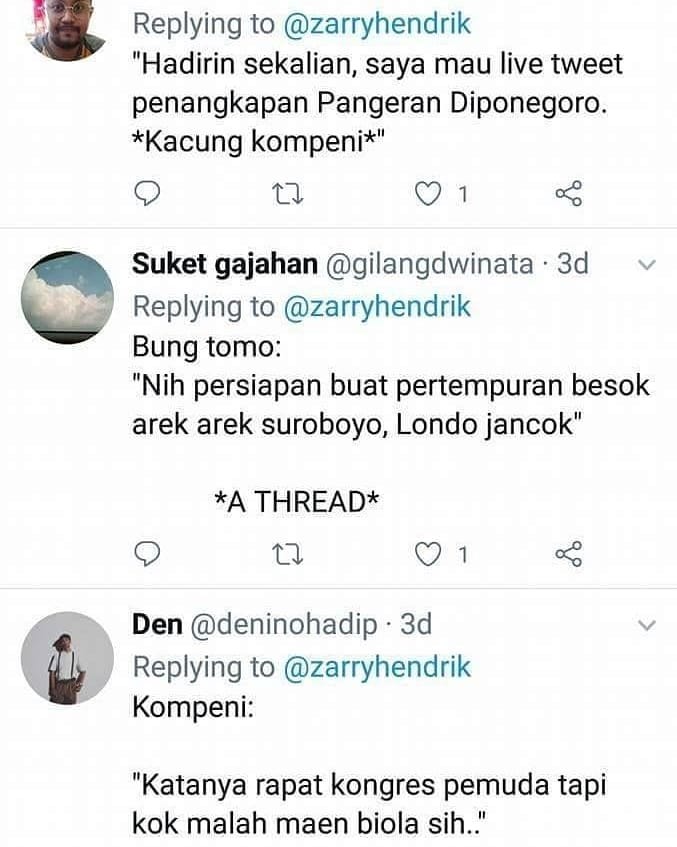 Replying to @zarryhendrik
"Hadirin sekalian, saya mau live tweet
penangkapan Pangeran Diponegoro.
*Kacung kompeni*"
1
Suket gajahan @gilangdwinata · 3d
Replying to @zarryhendrik
Bung tomo:
"Nih persiapan buat pertempuran besok
arek arek suroboyo, Londo jancok"
*A THREAD*
1
Den @deninohadip · 3d
Replying to @zarryhendrik
Kompeni:
"Katanya rapat kongres pemuda tapi
kok malah maen biola sih.."